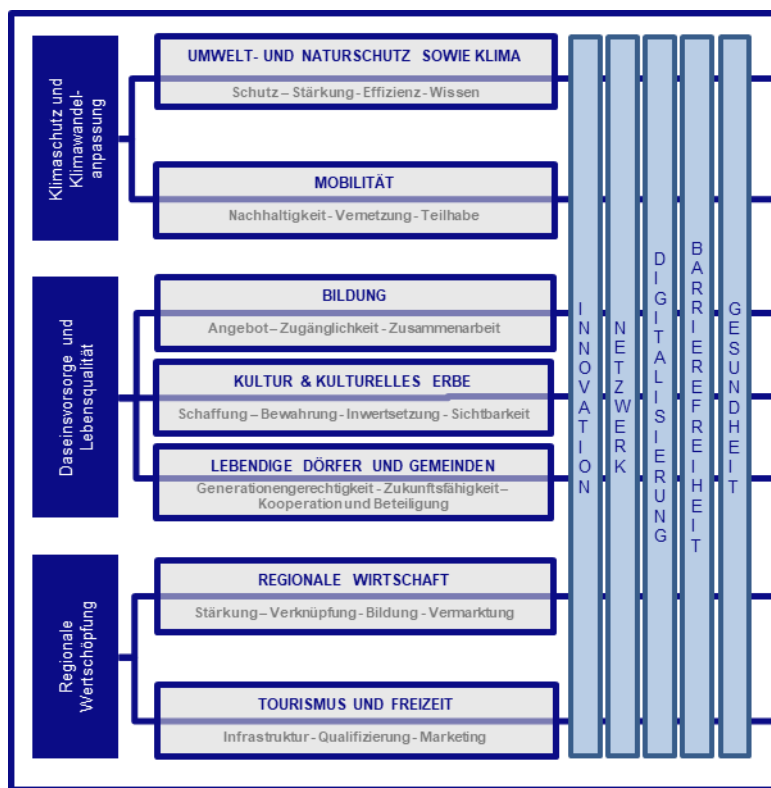 Klimaschutz und
Klimawandel-
anpassung
UMWELT- UND NATURSCHUTZ SOWIE KLIMA
Schutz – Stärkung - Effizienz - Wissen
MOBILITÄT
Nachhaltigkeit - Vernetzung - Teilhabe
Daseinsvorsorge und
Lebensqualität
BILDUNG
Angebot – Zugänglichkeit - Zusammenarbeit
KULTUR & KULTURELLES ERBE
Schaffung – Bewahrung - Inwertsetzung - Sichtbarkeit
LEBENDIGE DÖRFER UND GEMEINDEN
Generationengerechtigkeit - Zukunftsfähigkeit –
Kooperation und Beteiligung
Regionale
Wertschöpfung
REGIONALE WIRTSCHAFT
Stärkung – Verknüpfung - Bildung - Vermarktung
TOURISMUS UND FREIZEIT
Infrastruktur - Qualifizierung - Marketing
INNOVATION
NETZWERK
DIGITALISIERUNG
BARRIEREFREIHEIT
GESUNDHEIT